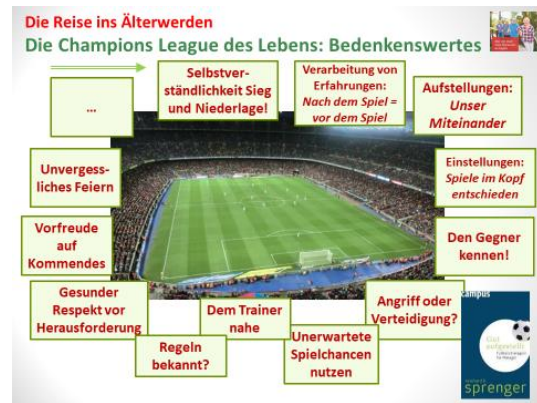 Die Reise ins Älterwerden
Die Champions League des Lebens: Bedenkenswertes
…
Selbstver-
ständlichkeit Sieg
und Niederlage!
Verarbeitung von
Erfahrungen:
Nach dem Spiel =
vor dem Spiel
Aufstellungen:
Unser
Miteinander
Einstellungen:
Spiele im Kopf
entschieden
Den Gegner
kennen!
Angriff oder
Verteidigung?
Unerwartete
Spielchancen
nutzen
Dem Trainer
nahe
Regeln
bekannt?
Gesunder
Respekt vor
Herausforderung
Vorfreude
auf
Kommendes
Unvergess-
liches Feiern
campus
Gut
aufgestellt
sprenger